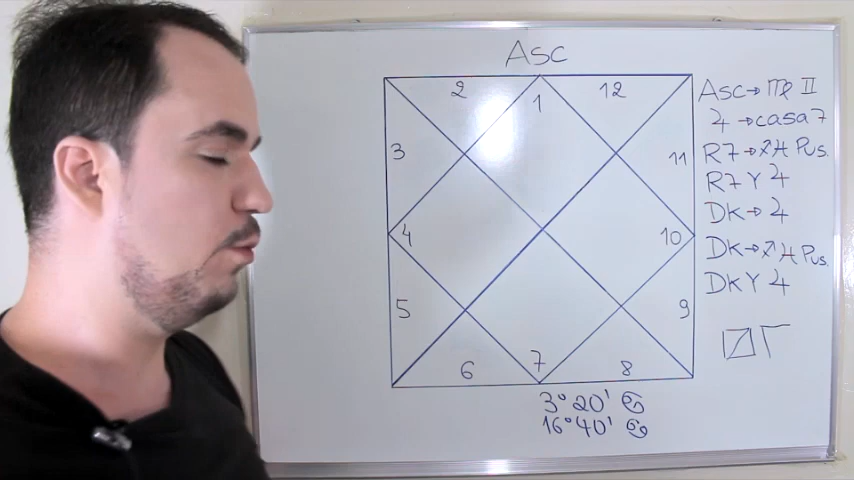 Asc
2 1 12
3 11
4 10
5 9
6 7 8
3° 20' ♋
16° 40' ♋
Asc→ ♍ ♊
♃ →casa 7
R7→♐♓ Pus.
R7 Y ♃
DK→ ♃
DK→♐♓ Pus.
DK Y ♃